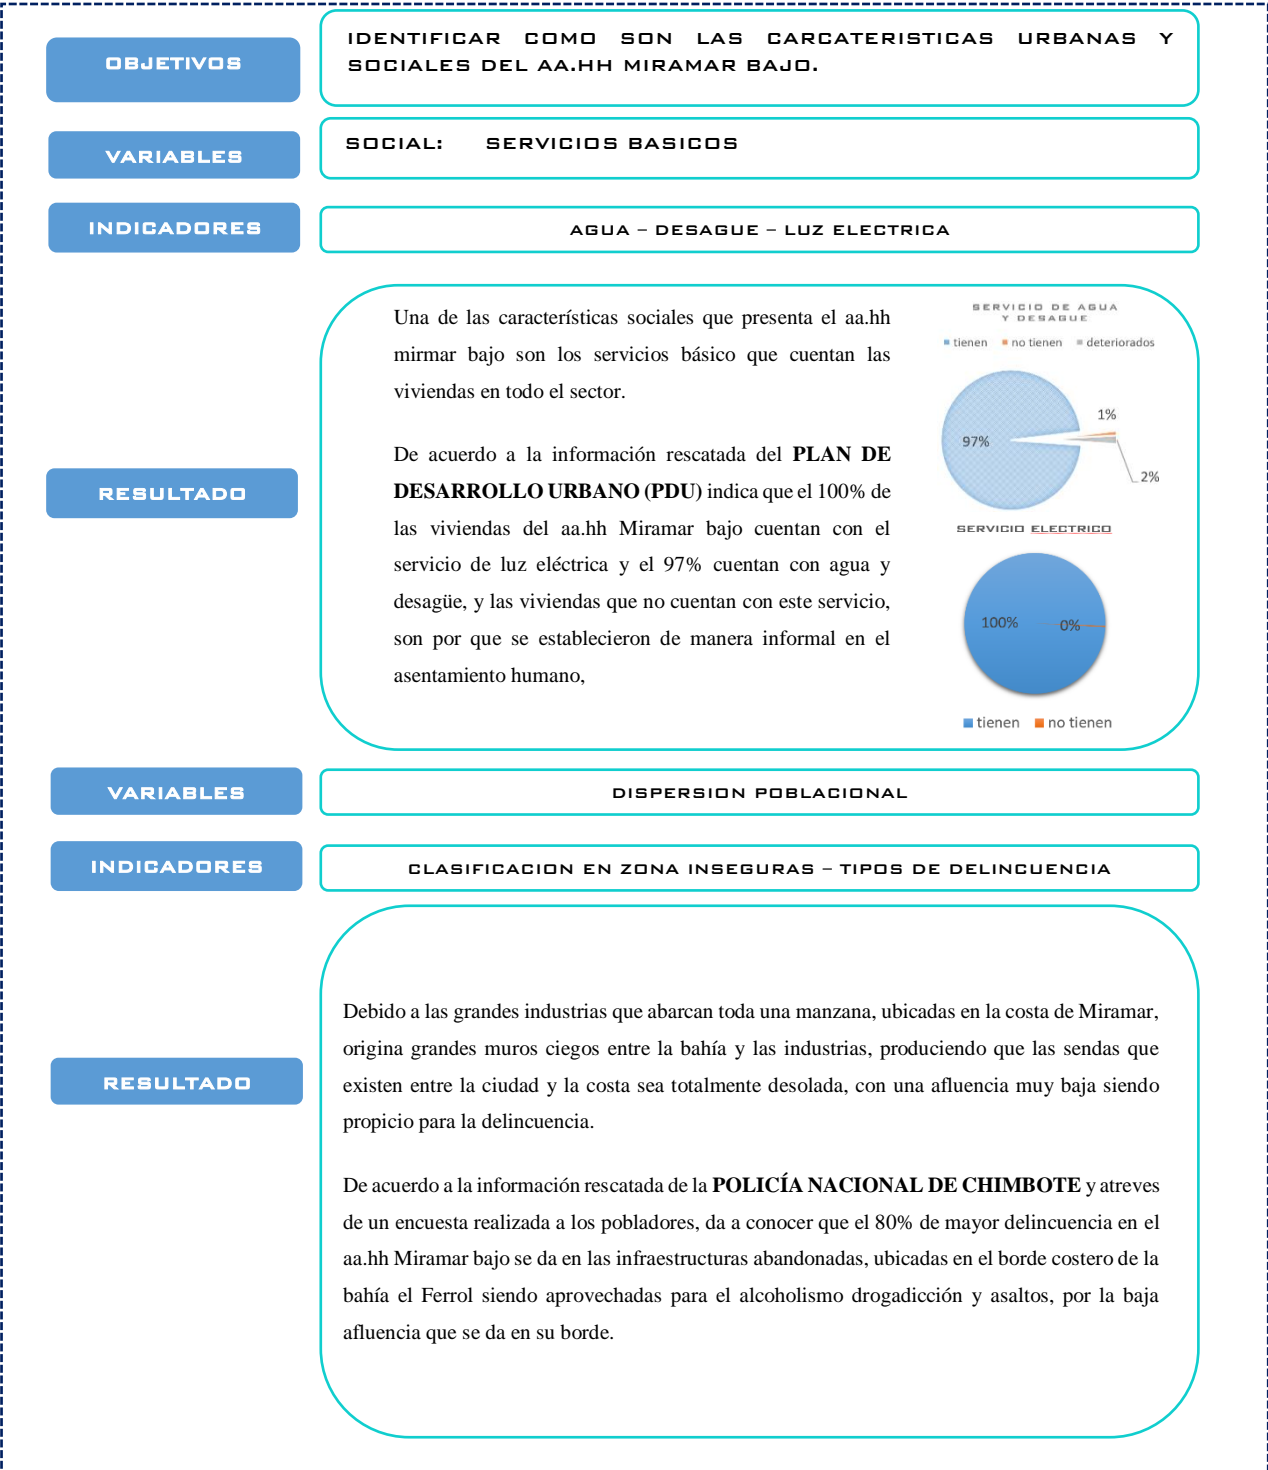 OBJETIVOS
IDENTIFICAR COMO SON LAS CARCATERISTICAS URBANAS Y
SOCIALES DEL AA.HH MIRAMAR BAJO.
VARIABLES
SOCIAL: SERVICIOS BASICOS
INDICADORES
AGUA – DESAGUE – LUZ ELECTRICA
RESULTADO
Una de las características sociales que presenta el aa.hh
mirmar bajo son los servicios básico que cuentan las
viviendas en todo el sector.
De acuerdo a la información rescatada del PLAN DE
DESARROLLO URBANO (PDU) indica que el 100% de
las viviendas del aa.hh Miramar bajo cuentan con el
servicio de luz eléctrica y el 97% cuentan con agua y
desagüe, y las viviendas que no cuentan con este servicio,
son por que se establecieron de manera informal en el
asentamiento humano,
SERVICIO DE AGUA
Y DESAGUE
tienen no tienen deteriorados
97%
1%
2%
SERVICIO ELECTRICO
100%
0%
tienen no tienen
VARIABLES
DISPERSION POBLACIONAL
INDICADORES
CLASIFICACION EN ZONA INSEGURAS – TIPOS DE DELINCUENCIA
RESULTADO
Debido a las grandes industrias que abarcan toda una manzana, ubicadas en la costa de Miramar,
origina grandes muros ciegos entre la bahía y las industrias, produciendo que las sendas que
existen entre la ciudad y la costa sea totalmente desolada, con una afluencia muy baja siendo
propicio para la delincuencia.
De acuerdo a la información rescatada de la POLICÍA NACIONAL DE CHIMBOTE y atreves
de un encuesta realizada a los pobladores, da a conocer que el 80% de mayor delincuencia en el
aa.hh Miramar bajo se da en las infraestructuras abandonadas, ubicadas en el borde costero de la
bahía el Ferrol siendo aprovechadas para el alcoholismo drogadicción y asaltos, por la baja
afluencia que se da en su borde.